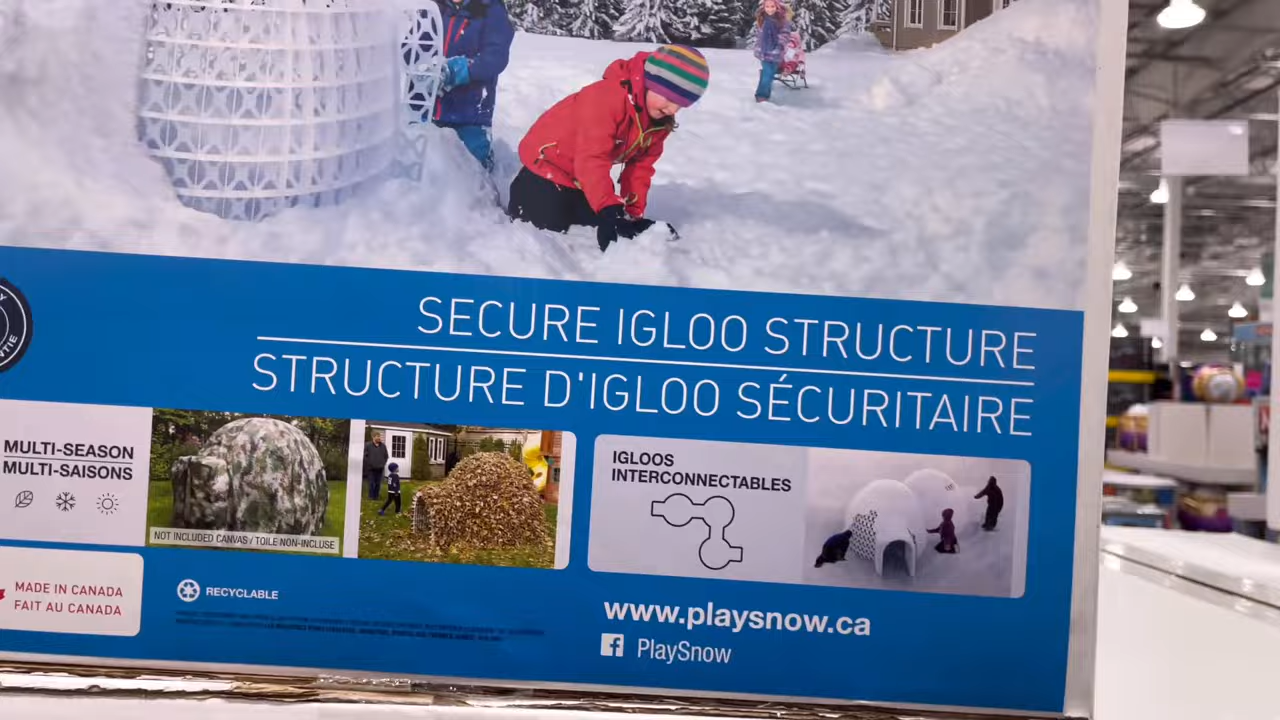 SECURE IGLOO STRUCTURE
STRUCTURE D'IGLOO SÉCURITAIRE
MULTI-SEASON
MULTI-SAISONS
NOT INCLUDED CANVAS / TOILE NON-INCLUSE
IGLOOS
INTERCONNECTABLES
MADE IN CANADA
FAIT AU CANADA
RECYCLABLE
www.playsnow.ca
PlaySnow